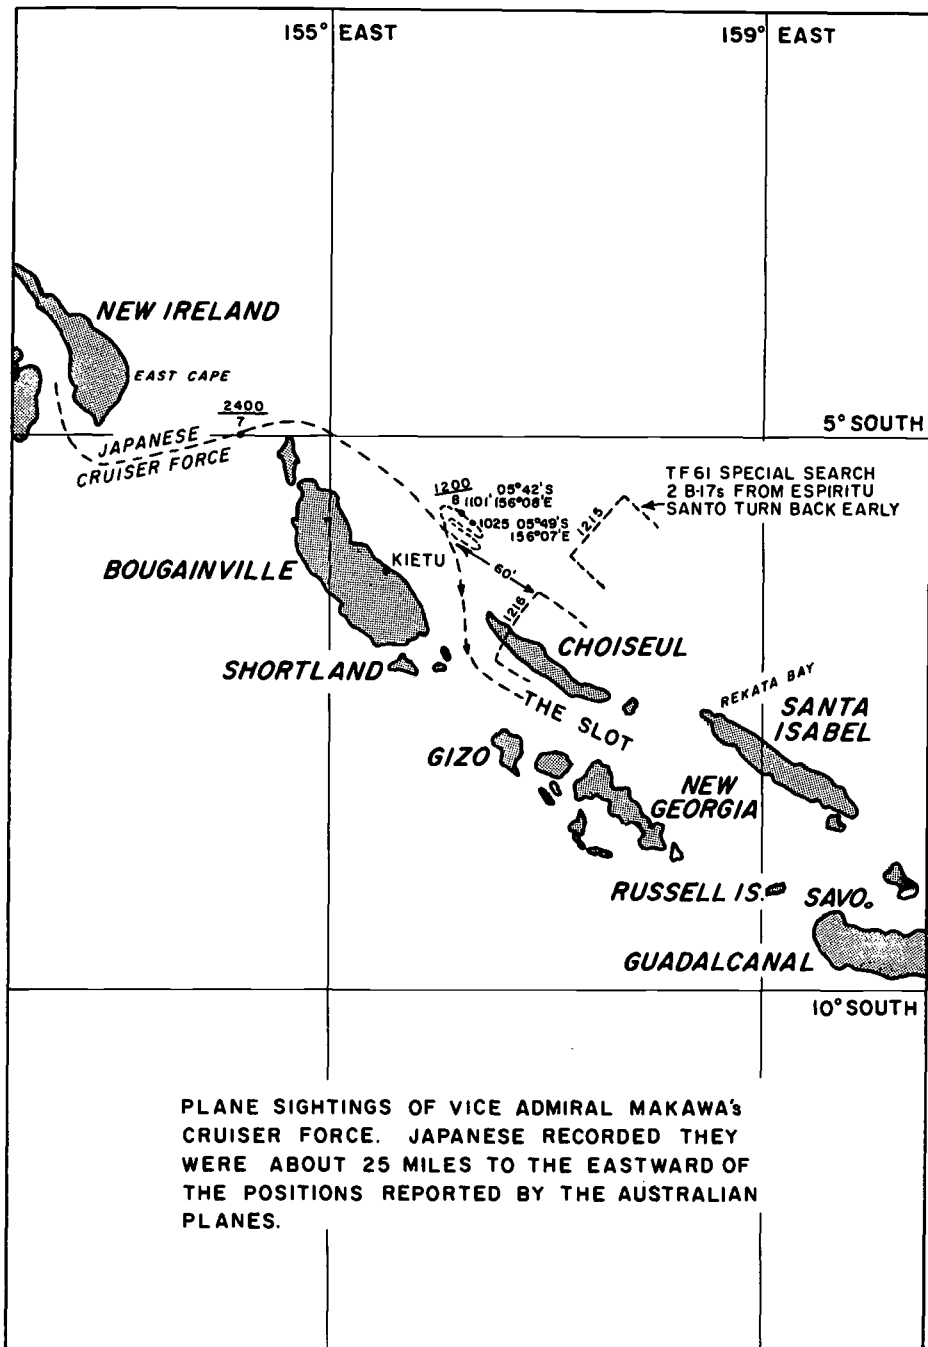 155° EAST
159° EAST
NEW IRELAND
EAST CAPE
2400
7
5° SOUTH
JAPANESE
CRUISER FORCE
1200
8 1101 05°42'S
156°08'E
1025 05°49'S
156°07'E
TF61 SPECIAL SEARCH
2 B-17s FROM ESPIRITU
SANTO TURN BACK EARLY
1215
BOUGAINVILLE
KIETU
60'
1216
CHOISEUL
SHORTLAND
REKATA BAY
THE SLOT
SANTA
ISABEL
GIZO
NEW
GEORGIA
RUSSELL IS.
SAVO
GUADALCANAL
10° SOUTH
PLANE SIGHTINGS OF VICE ADMIRAL MAKAWA's
CRUISER FORCE. JAPANESE RECORDED THEY
WERE ABOUT 25 MILES TO THE EASTWARD OF
THE POSITIONS REPORTED BY THE AUSTRALIAN
PLANES.